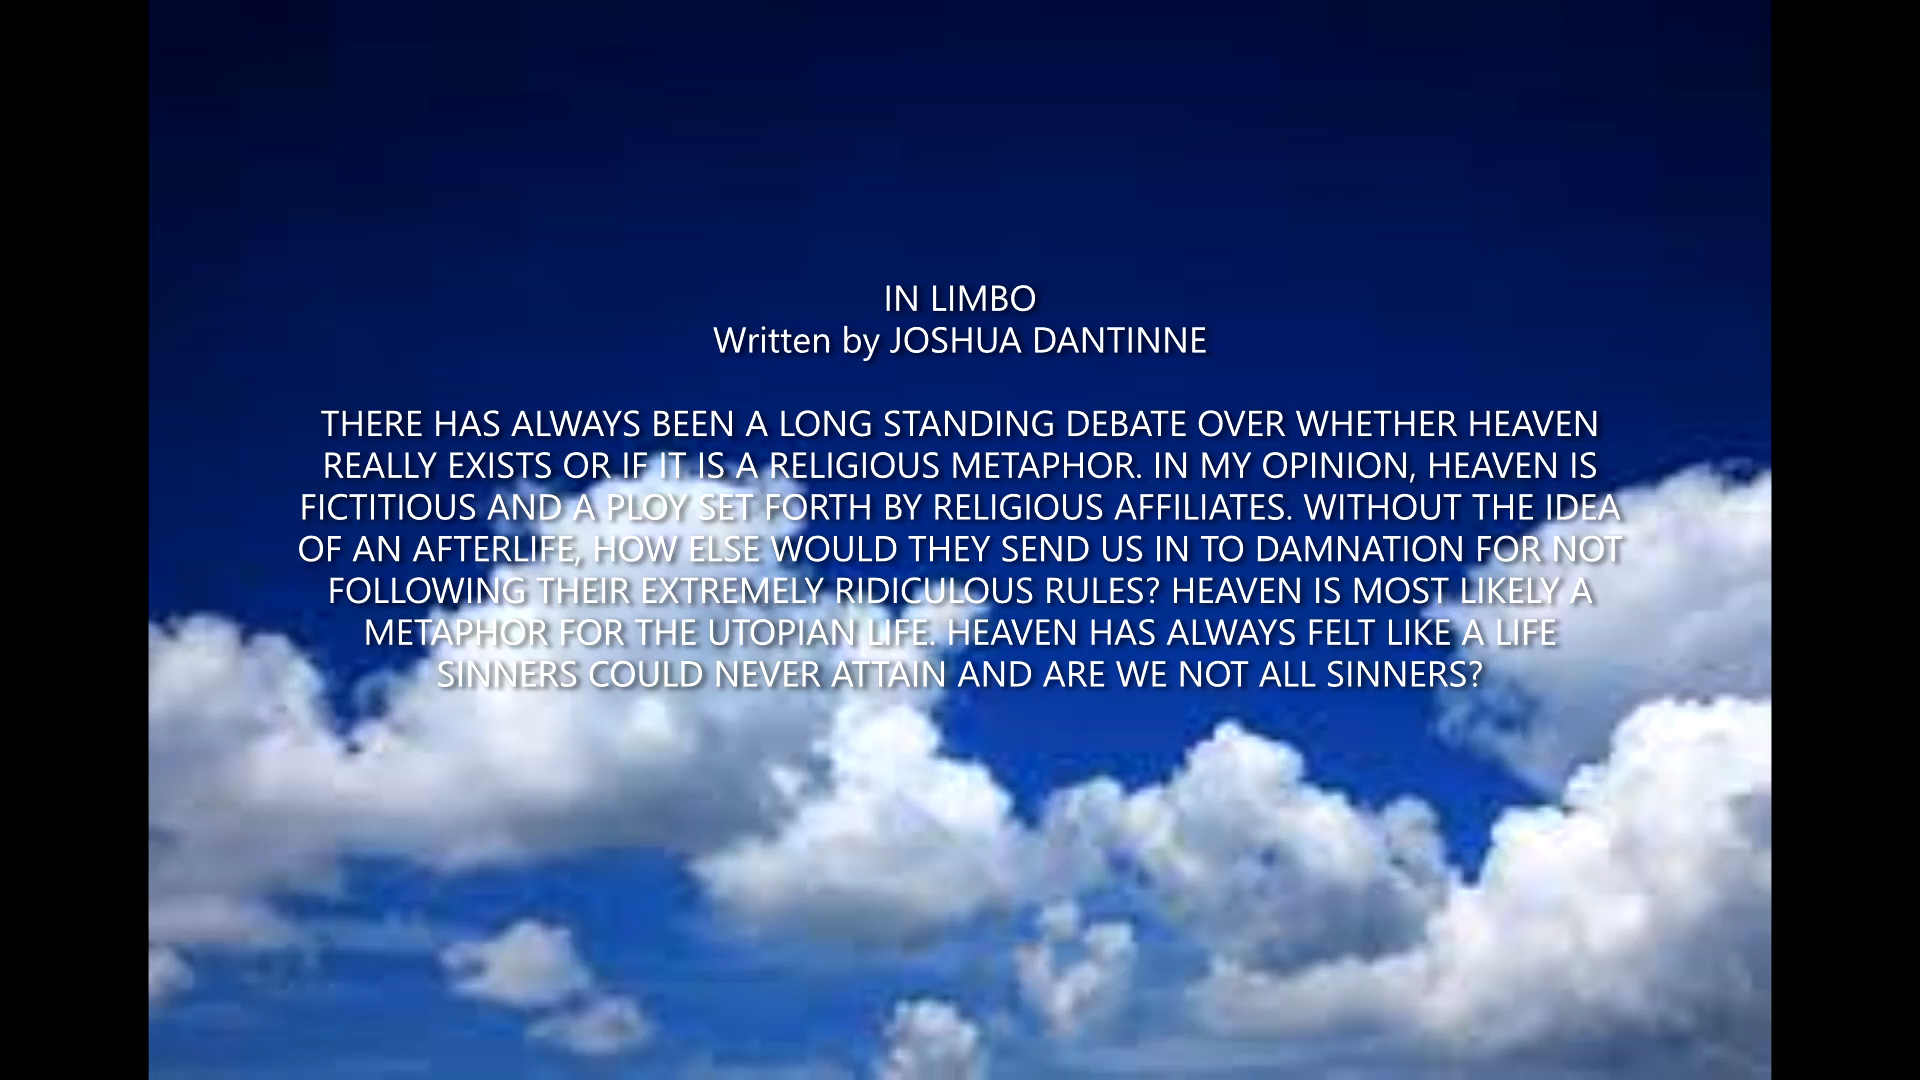 IN LIMBO
Written by JOSHUA DANTINNE
THERE HAS ALWAYS BEEN A LONG STANDING DEBATE OVER WHETHER HEAVEN
REALLY EXISTS OR IF IT IS A RELIGIOUS METAPHOR. IN MY OPINION, HEAVEN IS
FICTITIOUS AND A PLOY SET FORTH BY RELIGIOUS AFFILIATES. WITHOUT THE IDEA
OF AN AFTERLIFE, HOW ELSE WOULD THEY SEND US IN TO DAMNATION FOR NOT
FOLLOWING THEIR EXTREMELY RIDICULOUS RULES? HEAVEN IS MOST LIKELY A
METAPHOR FOR THE UTOPIAN LIFE. HEAVEN HAS ALWAYS FELT LIKE A LIFE
SINNERS COULD NEVER ATTAIN AND ARE WE NOT ALL SINNERS?